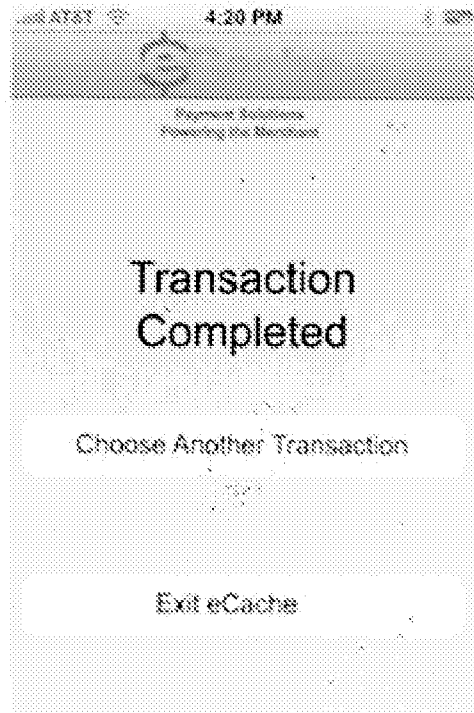 AT&T 4:20 PM
Payment Solutions
Powering the Merchant
Transaction
Completed
Choose Another Transaction
Exit eCache